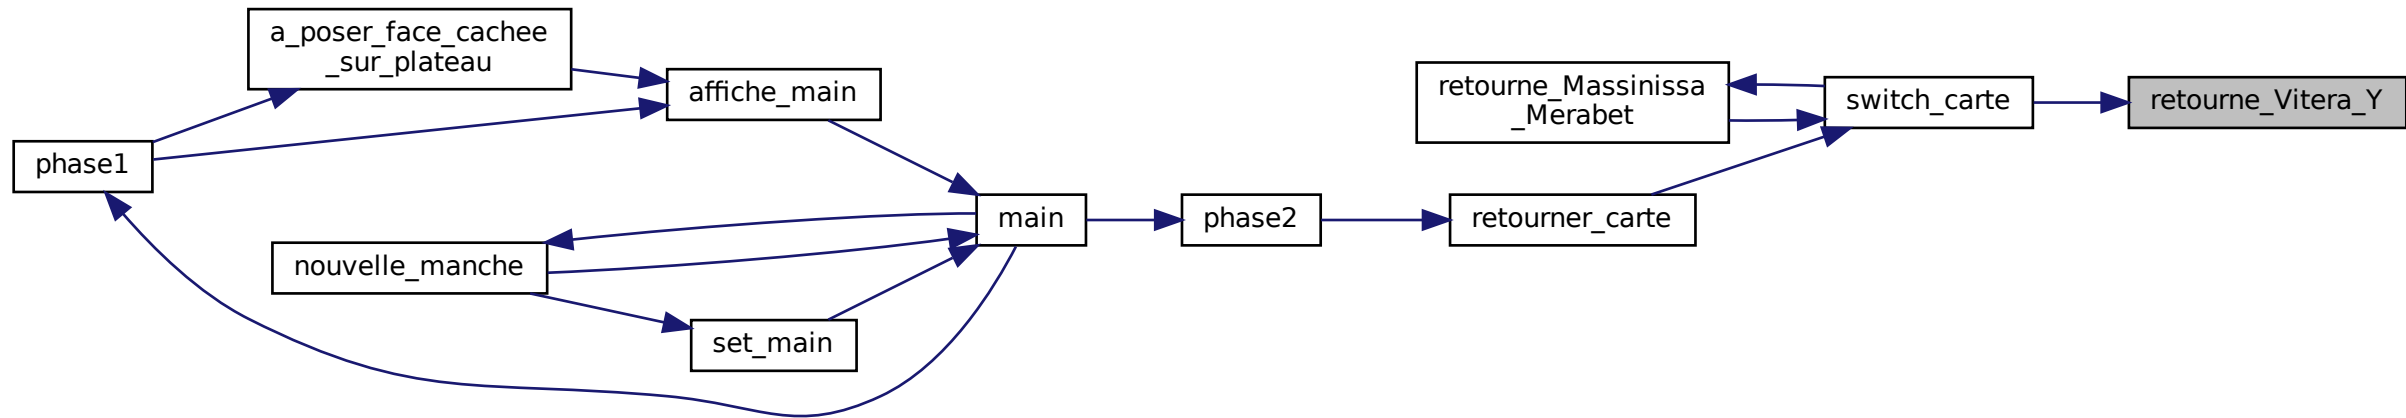 a_poser_face_cachee
_sur_plateau
affiche_main
phase1
nouvelle_manche
set_main
main
phase2
retourne_Massinissa
_Merabet
retourner_carte
switch_carte
retourne_Vitera_Y